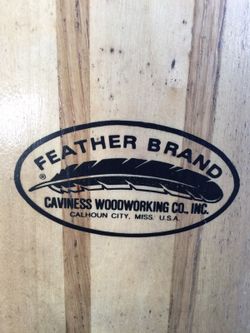 FEATHER BRAND
®
CAVINESS WOODWORKING CO., INC.
CALHOUN CITY, MISS. U.S.A.